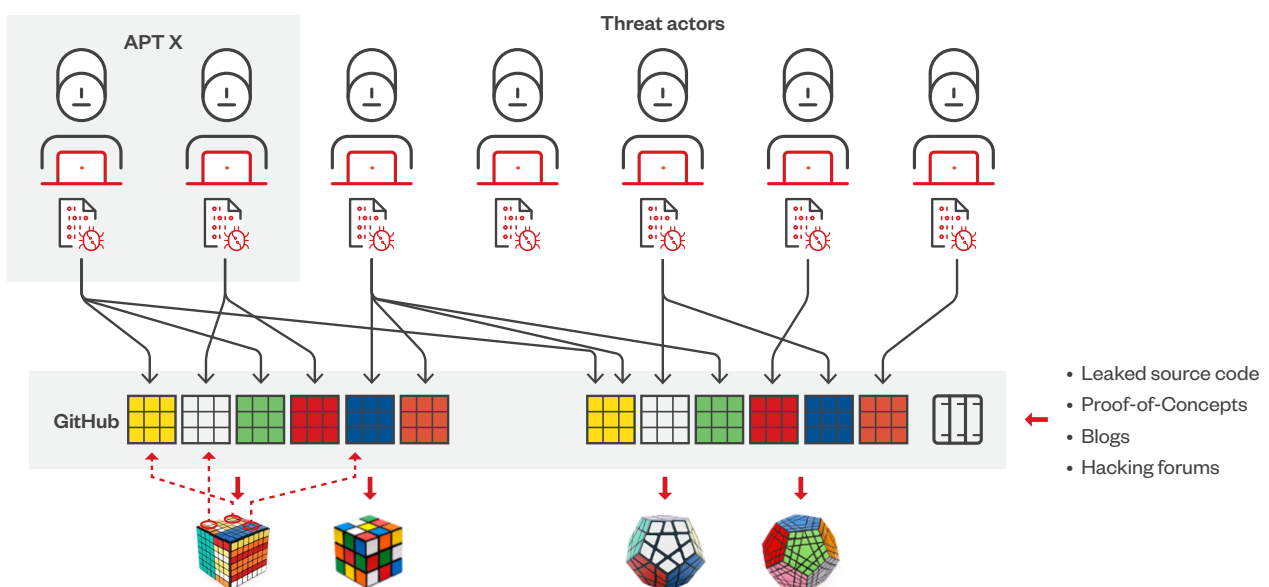 Threat actors
APT X
GitHub
• Leaked source code
• Proof-of-Concepts
• Blogs
• Hacking forums